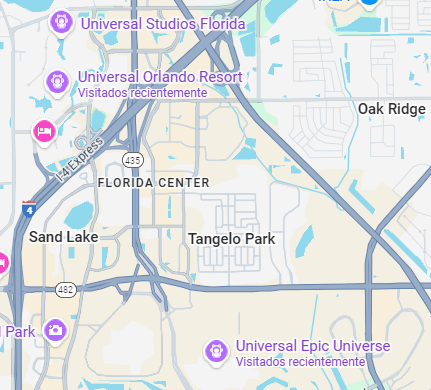 Universal Studios Florida
Universal Orlando Resort
Visitados recientemente
Oak Ridge
I-4 Express
435
FLORIDA CENTER
4
Sand Lake
Tangelo Park
482
Park
Universal Epic Universe
Visitados recientemente